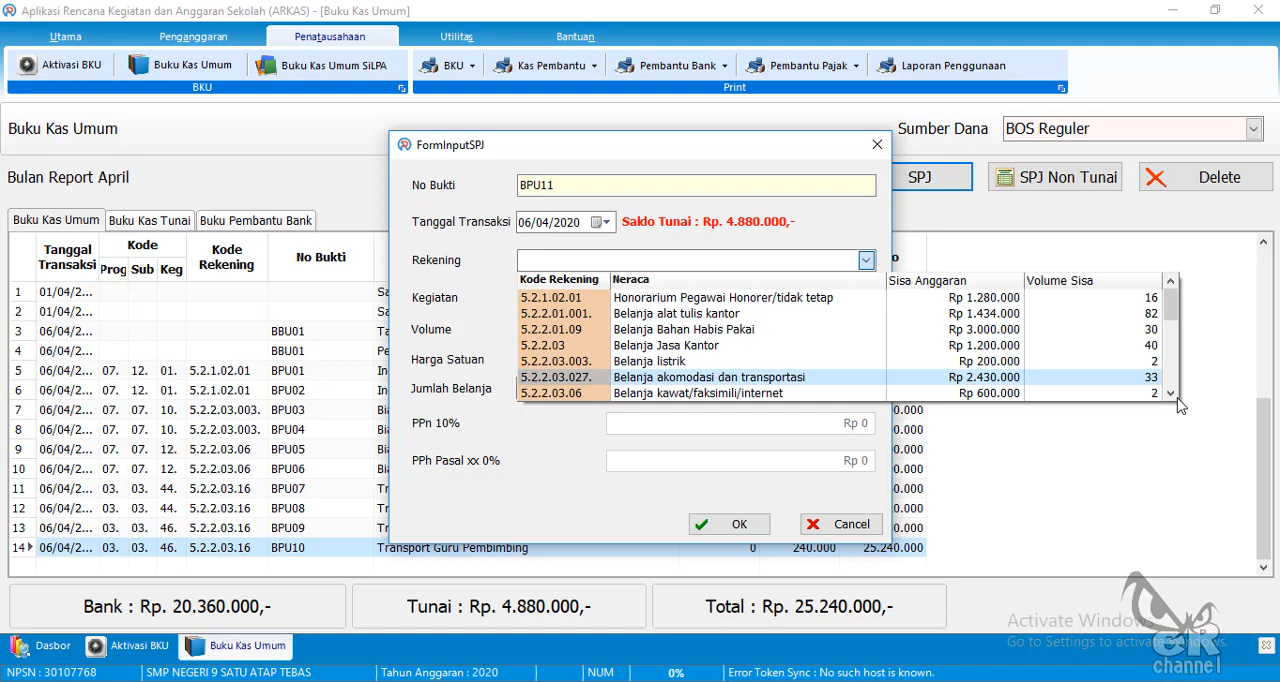 Aplikasi Rencana Kegiatan dan Anggaran Sekolah (ARKAS) - [Buku Kas Umum]
Utama Penganggaran Penatausahaan Utilitas Bantuan
Aktivasi BKU Buku Kas Umum Buku Kas Umum SiLPA BKU Kas Pembantu Pembantu Bank Pembantu Pajak Laporan Penggunaan
BKU Print
Buku Kas Umum Sumber Dana BOS Reguler
Bulan Report April SPJ SPJ Non Tunai Delete
Buku Kas Umum Buku Kas Tunai Buku Pembantu Bank
Tanggal Transaksi Kode Prog Sub Keg Kode Rekening No Bukti
1 01/04/2...
2 01/04/2...
3 06/04/2... BBU01
4 06/04/2... BBU01
5 06/04/2... 07. 12. 01. 5.2.1.02.01 BPU01
6 06/04/2... 07. 12. 01. 5.2.1.02.01 BPU02
7 06/04/2... 07. 07. 10. 5.2.2.03.003. BPU03
8 06/04/2... 07. 07. 10. 5.2.2.03.003. BPU04
9 06/04/2... 07. 07. 12. 5.2.2.03.06 BPU05
10 06/04/2... 07. 07. 12. 5.2.2.03.06 BPU06
11 06/04/2... 03. 03. 44. 5.2.2.03.16 BPU07
12 06/04/2... 03. 03. 44. 5.2.2.03.16 BPU08
13 06/04/2... 03. 03. 46. 5.2.2.03.16 BPU09
14 06/04/2... 03. 03. 46. 5.2.2.03.16 BPU10 Transport Guru Pembimbing 0 240.000 25.240.000
FormInputSPJ
No Bukti BPU11
Tanggal Transaksi 06/04/2020 Saldo Tunai : Rp. 4.880.000,-
Rekening
Kegiatan
Volume
Harga Satuan
Jumlah Belanja
Kode Rekening Neraca Sisa Anggaran Volume Sisa
5.2.1.02.01 Honorarium Pegawai Honorer/tidak tetap Rp 1.280.000 16
5.2.2.01.001. Belanja alat tulis kantor Rp 1.434.000 82
5.2.2.01.09 Belanja Bahan Habis Pakai Rp 3.000.000 30
5.2.2.03 Belanja Jasa Kantor Rp 1.200.000 40
5.2.2.03.003. Belanja listrik Rp 200.000 2
5.2.2.03.027. Belanja akomodasi dan transportasi Rp 2.430.000 33
5.2.2.03.06 Belanja kawat/faksimili/internet Rp 600.000 2
PPn 10% Rp 0
PPh Pasal xx 0% Rp 0
OK Cancel
Bank : Rp. 20.360.000,- Tunai : Rp. 4.880.000,- Total : Rp. 25.240.000,-
Activate Windows
Go to Settings to activate Windows.
eR
channel
Dasbor Aktivasi BKU Buku Kas Umum
NPSN : 30107768 SMP NEGERI 9 SATU ATAP TEBAS Tahun Anggaran : 2020 NUM 0% Error Token Sync : No such host is known.